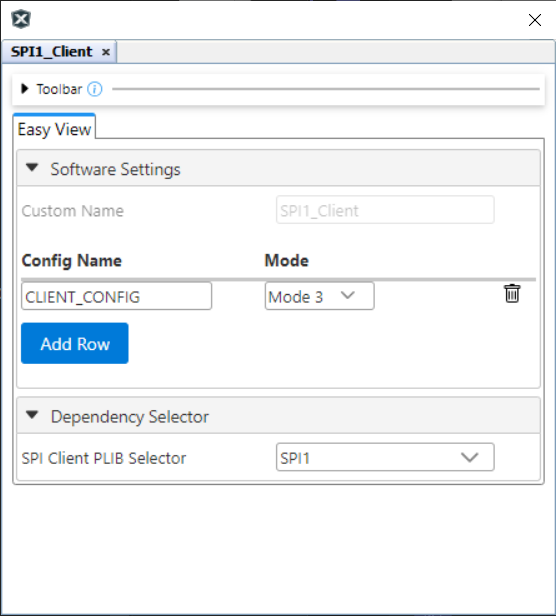 SPI1_Client ×
Toolbar
Easy View
Software Settings
Custom Name SPI1_Client
Config Name Mode
CLIENT_CONFIG Mode 3
Add Row
Dependency Selector
SPI Client PLIB Selector SPI1